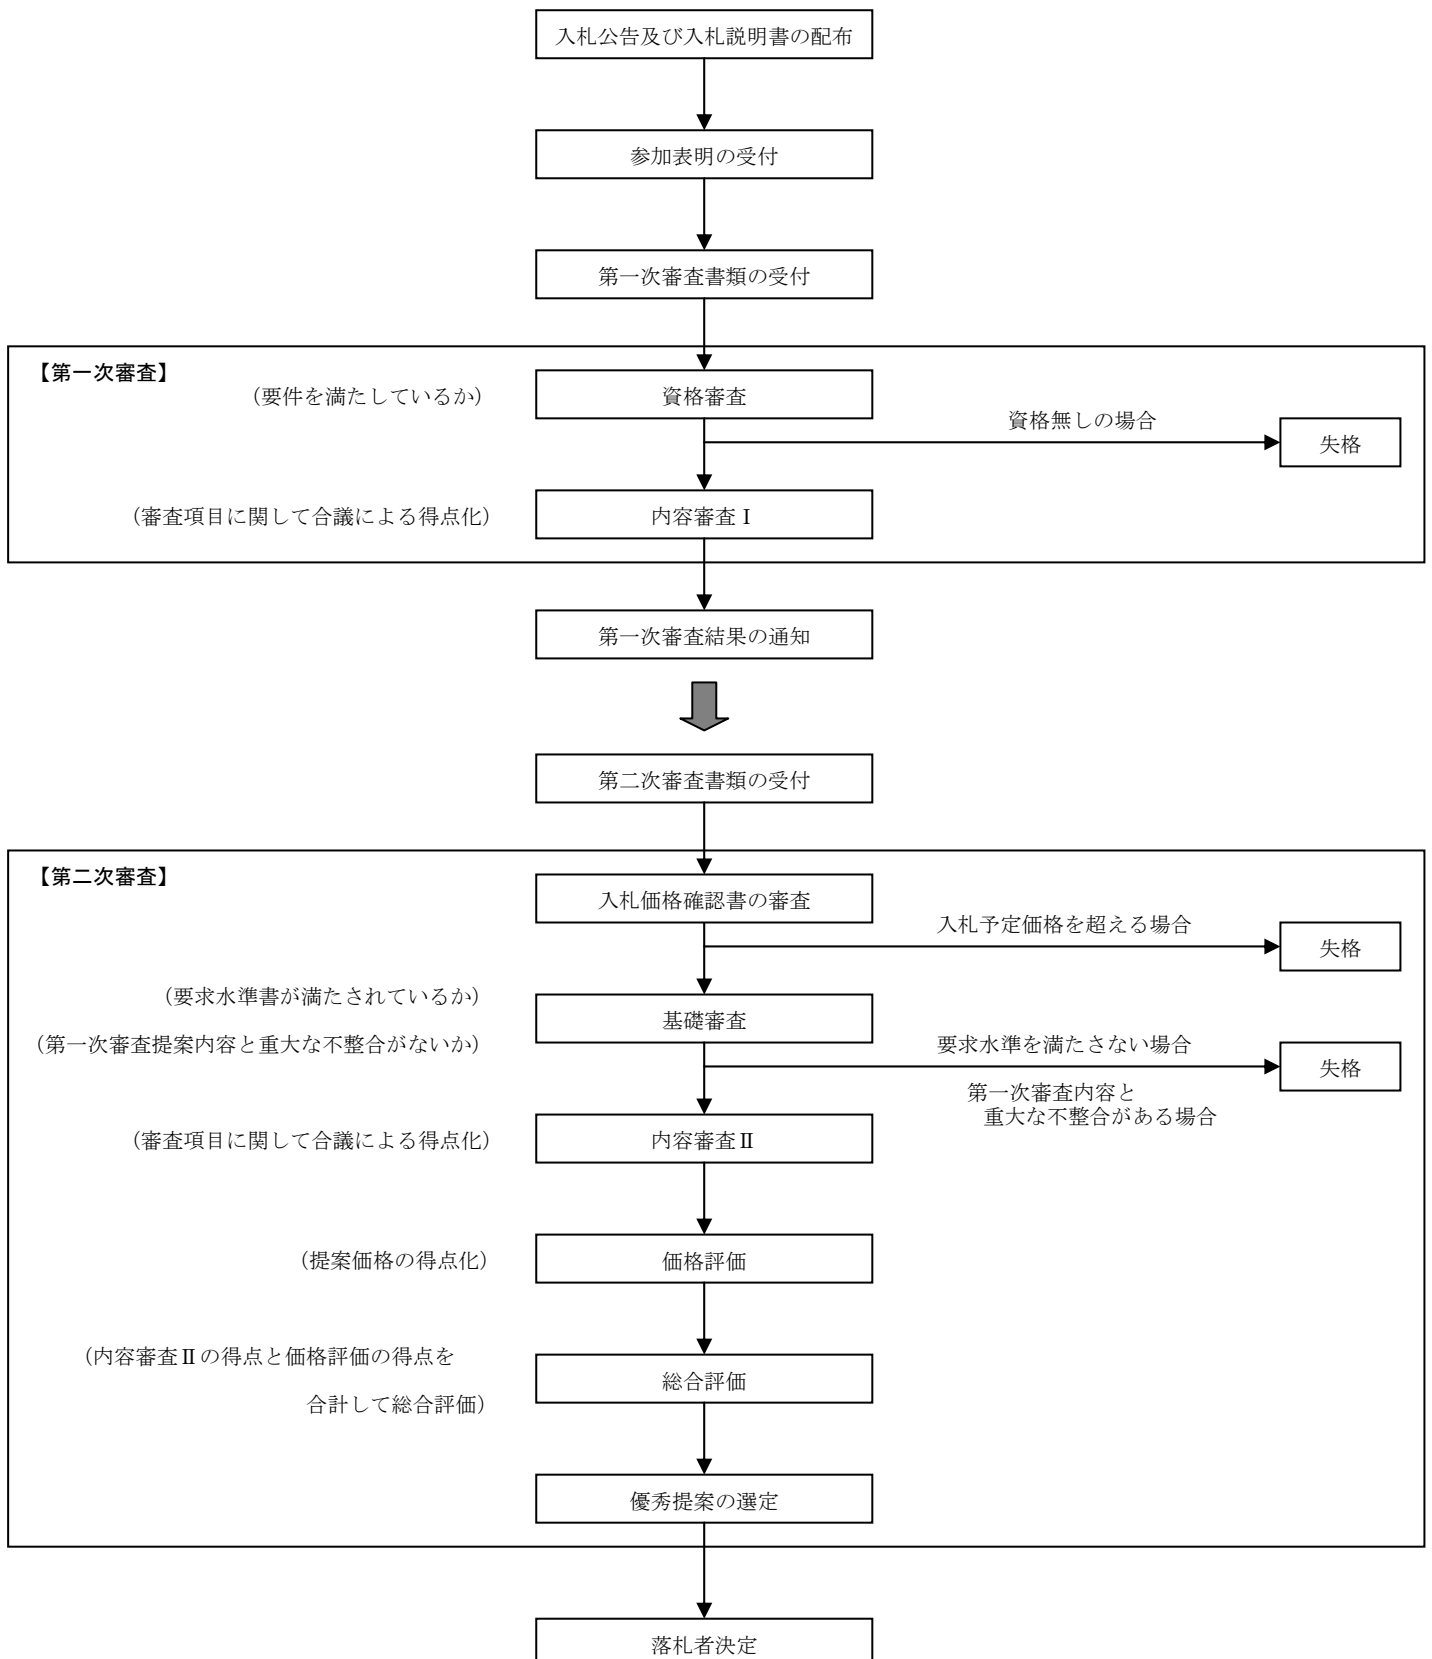 入札公告及び入札説明書の配布
参加表明の受付
第一次審査書類の受付
【第一次審査】
（要件を満たしているか）
資格審査
資格無しの場合
失格
（審査項目に関して合議による得点化）
内容審査Ⅰ
第一次審査結果の通知
第二次審査書類の受付
【第二次審査】
入札価格確認書の審査
入札予定価格を超える場合
失格
（要求水準書が満たされているか）
（第一次審査提案内容と重大な不整合がないか）
基礎審査
要求水準を満たさない場合
失格
第一次審査内容と
重大な不整合がある場合
（審査項目に関して合議による得点化）
内容審査Ⅱ
（提案価格の得点化）
価格評価
（内容審査Ⅱの得点と価格評価の得点を
合計して総合評価）
総合評価
優秀提案の選定
落札者決定